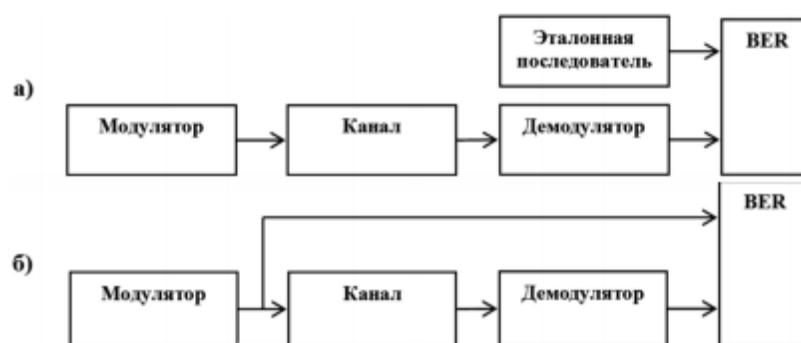 Эталонная
последователь
BER
а)
Модулятор
Канал
Демодулятор
BER
б)
Модулятор
Канал
Демодулятор